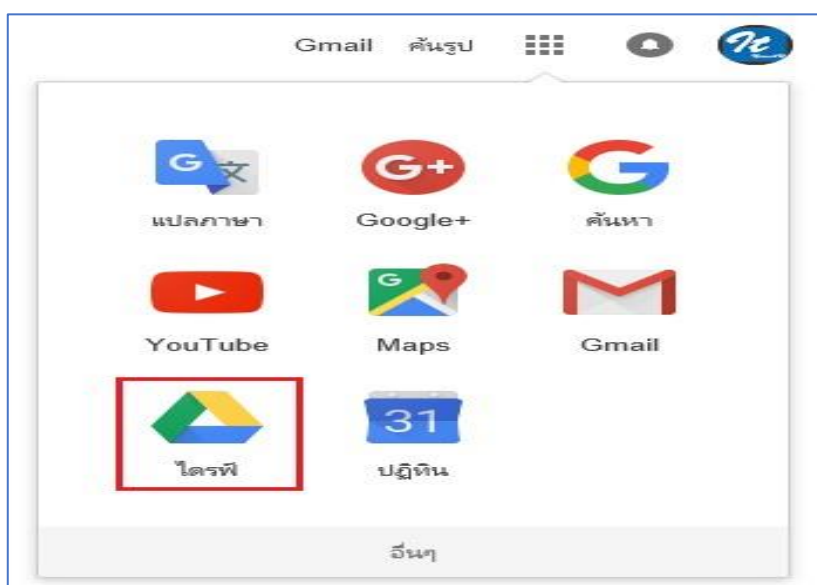 Gmail ค้นรูป
แปลภาษา Google+ ค้นหา
YouTube Maps Gmail
31
ไดรฟ์ ปฏิทิน
อื่นๆ